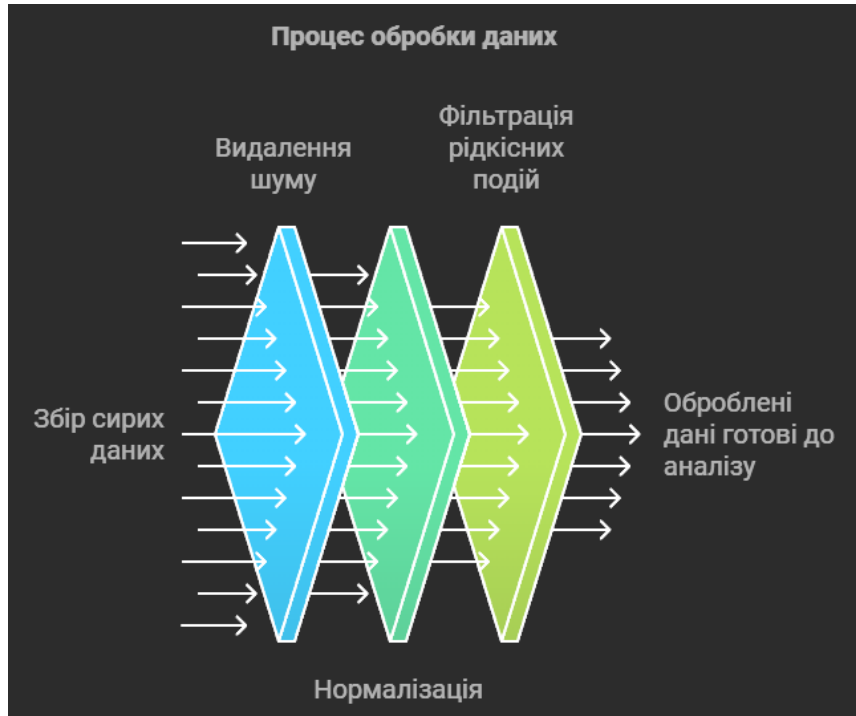 Процес обробки даних
Фільтрація
рідкісних
подій
Видалення
шуму
Збір сирих
даних
Оброблені
дані готові до
аналізу
Нормалізація